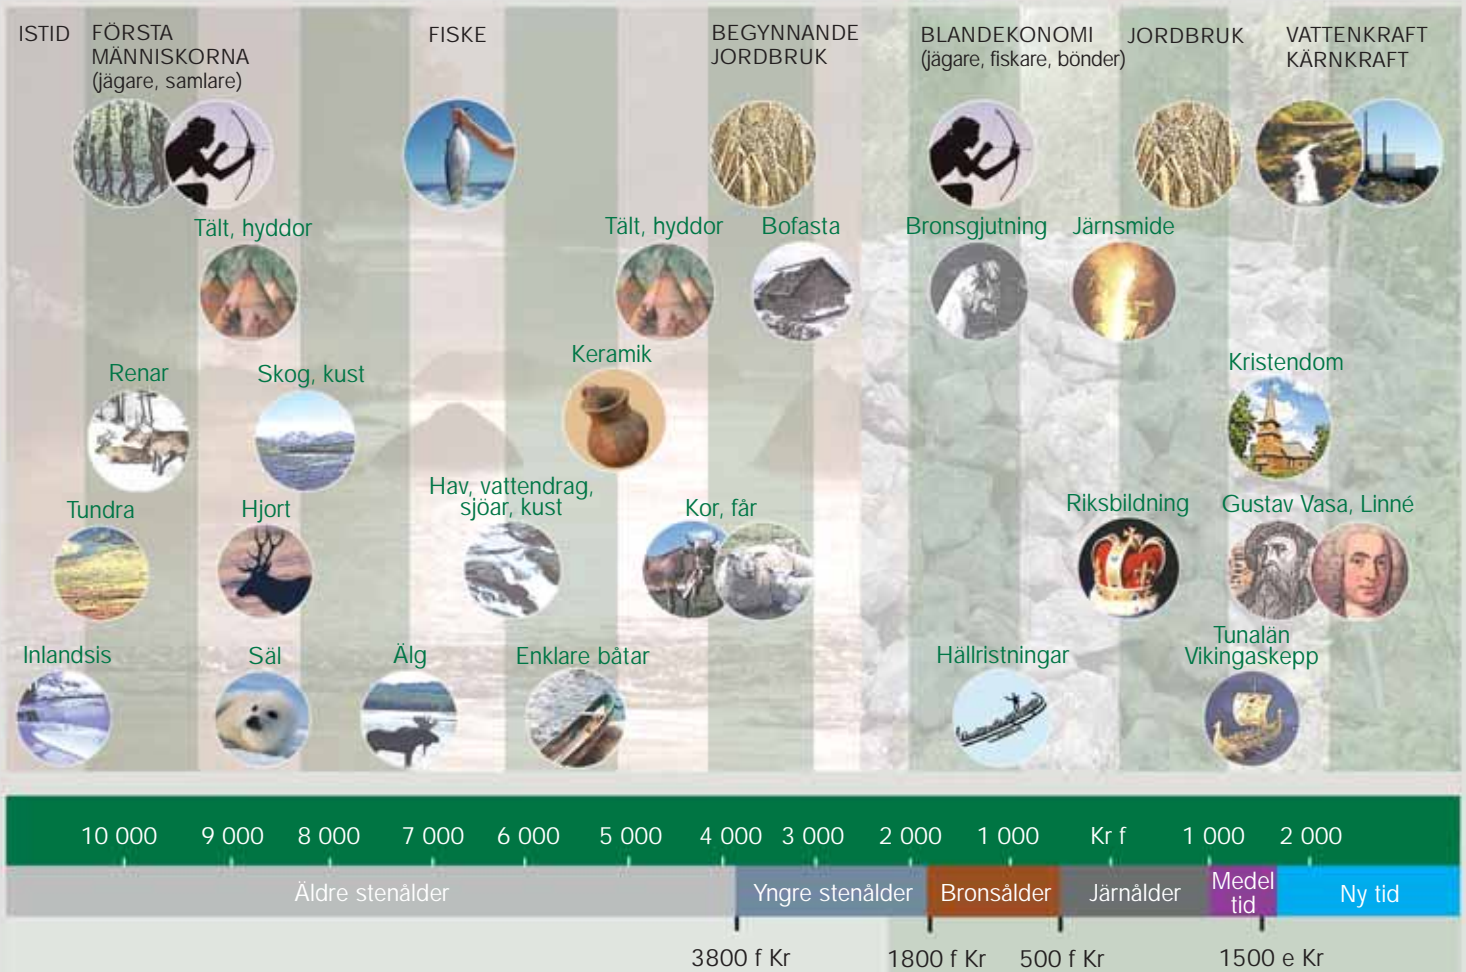 ISTID
FÖRSTA
MÄNNISKORNA
(jägare, samlare)
FISKE
BEGYNNANDE
JORDBRUK
BLANDEKONOMI
(jägare, fiskare, bönder)
JORDBRUK
VATTENKRAFT
KÄRNKRAFT
Tält, hyddor
Tält, hyddor
Bofasta
Bronsgjutning
Järnsmide
Renar
Skog, kust
Keramik
Kristendom
Tundra
Hjort
Hav, vattendrag,
sjöar, kust
Kor, får
Riksbildning
Gustav Vasa, Linné
Inlandsis
Säl
Älg
Enklare båtar
Hällristningar
Tunalän
Vikingaskepp
10 000 9 000 8 000 7 000 6 000 5 000 4 000 3 000 2 000 1 000 Kr f 1 000 2 000
Äldre stenålder
Yngre stenålder
Bronsålder
Järnålder
Medel
tid
Ny tid
3800 f Kr 1800 f Kr 500 f Kr 1500 e Kr